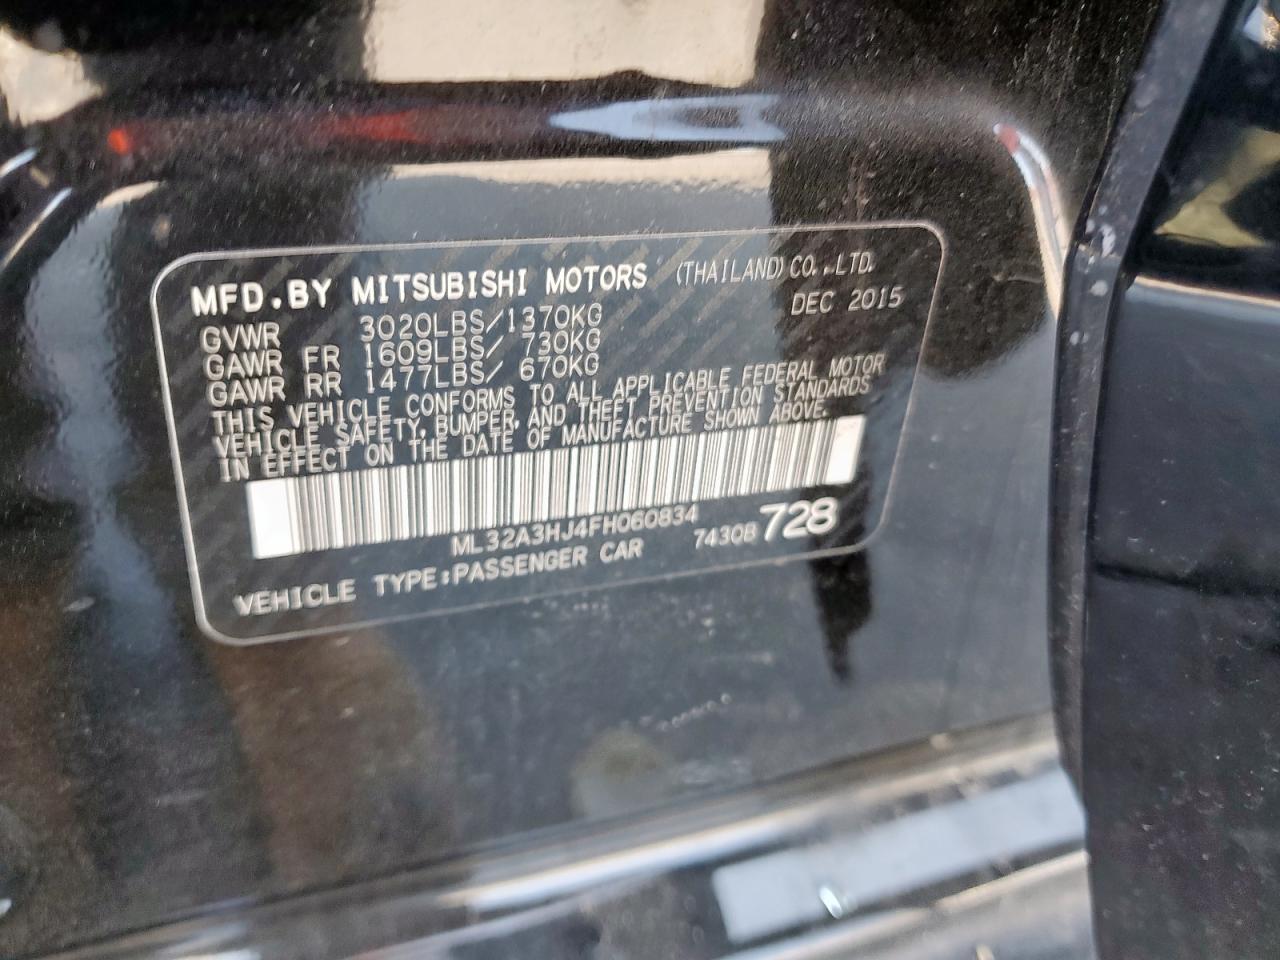 MFD.BY MITSUBISHI MOTORS (THAILAND) CO.,LTD.
DEC 2015
GVWR 3020LBS/1370KG
GAWR FR 1609LBS/ 730KG
GAWR RR 1477LBS/ 670KG
THIS VEHICLE CONFORMS TO ALL APPLICABLE FEDERAL MOTOR
VEHICLE SAFETY, BUMPER, AND THEFT PREVENTION STANDARDS
IN EFFECT ON THE DATE OF MANUFACTURE SHOWN ABOVE.
ML32A3HJ4FH060834
VEHICLE TYPE:PASSENGER CAR 7430B 728